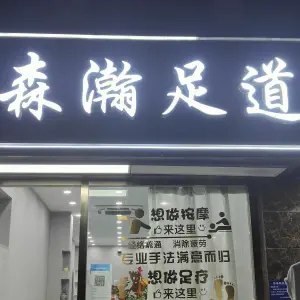 森瀚足道
想做按摩
来这里
经络疏通 消除疲劳
专业手法满意而归
想做足疗
来这里